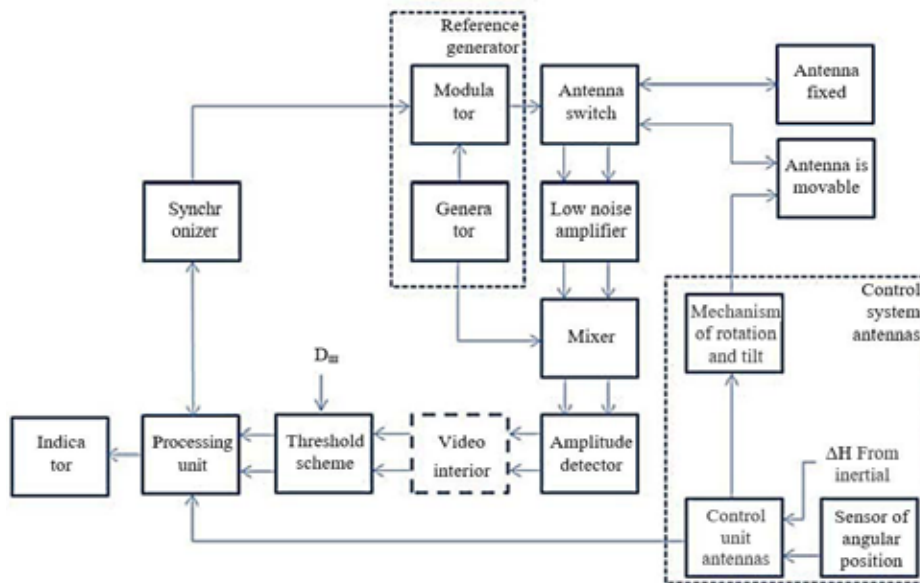 Reference
generator
Modula
tor
Antenna
switch
Antenna
fixed
Antenna is
movable
Synchr
onizer
Genera
tor
Low noise
amplifier
Control
system
antennas
Mechanism
of rotation
and tilt
Mixer
Dш
Indica
tor
Processing
unit
Threshold
scheme
Video
interior
Amplitude
detector
ΔH From
inertial
Control
unit
antennas
Sensor of
angular
position